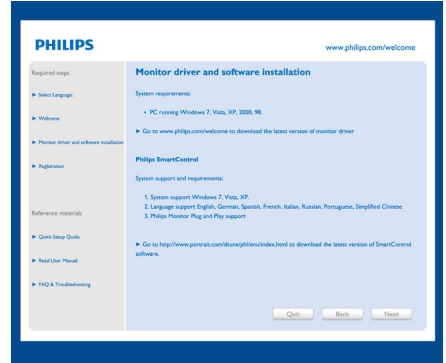 PHILIPS
www.philips.com/welcome
Required steps
► Select Language:
► Welcome
► Monitor driver and software installation
► Registration
Reference materials
► Quick Setup Guide
► Read User Manual
► FAQ & Troubleshooting
Monitor driver and software installation
System requirements:
• PC running Windows 7, Vista, XP, 2000, 98.
► Go to www.philips.com/welcome to download the latest version of monitor driver
Philips SmartControl
System support and requirements:
1. System support Windows 7, Vista, XP.
2. Language support English, German, Spanish, French, Italian, Russian, Portuguese, Simplified Chinese
3. Philips Monitor Plug and Play support
► Go to http://www.portrait.com/dtune/phl/enu/index.html to download the latest version of SmartControl
software.
Quit
Back
Next